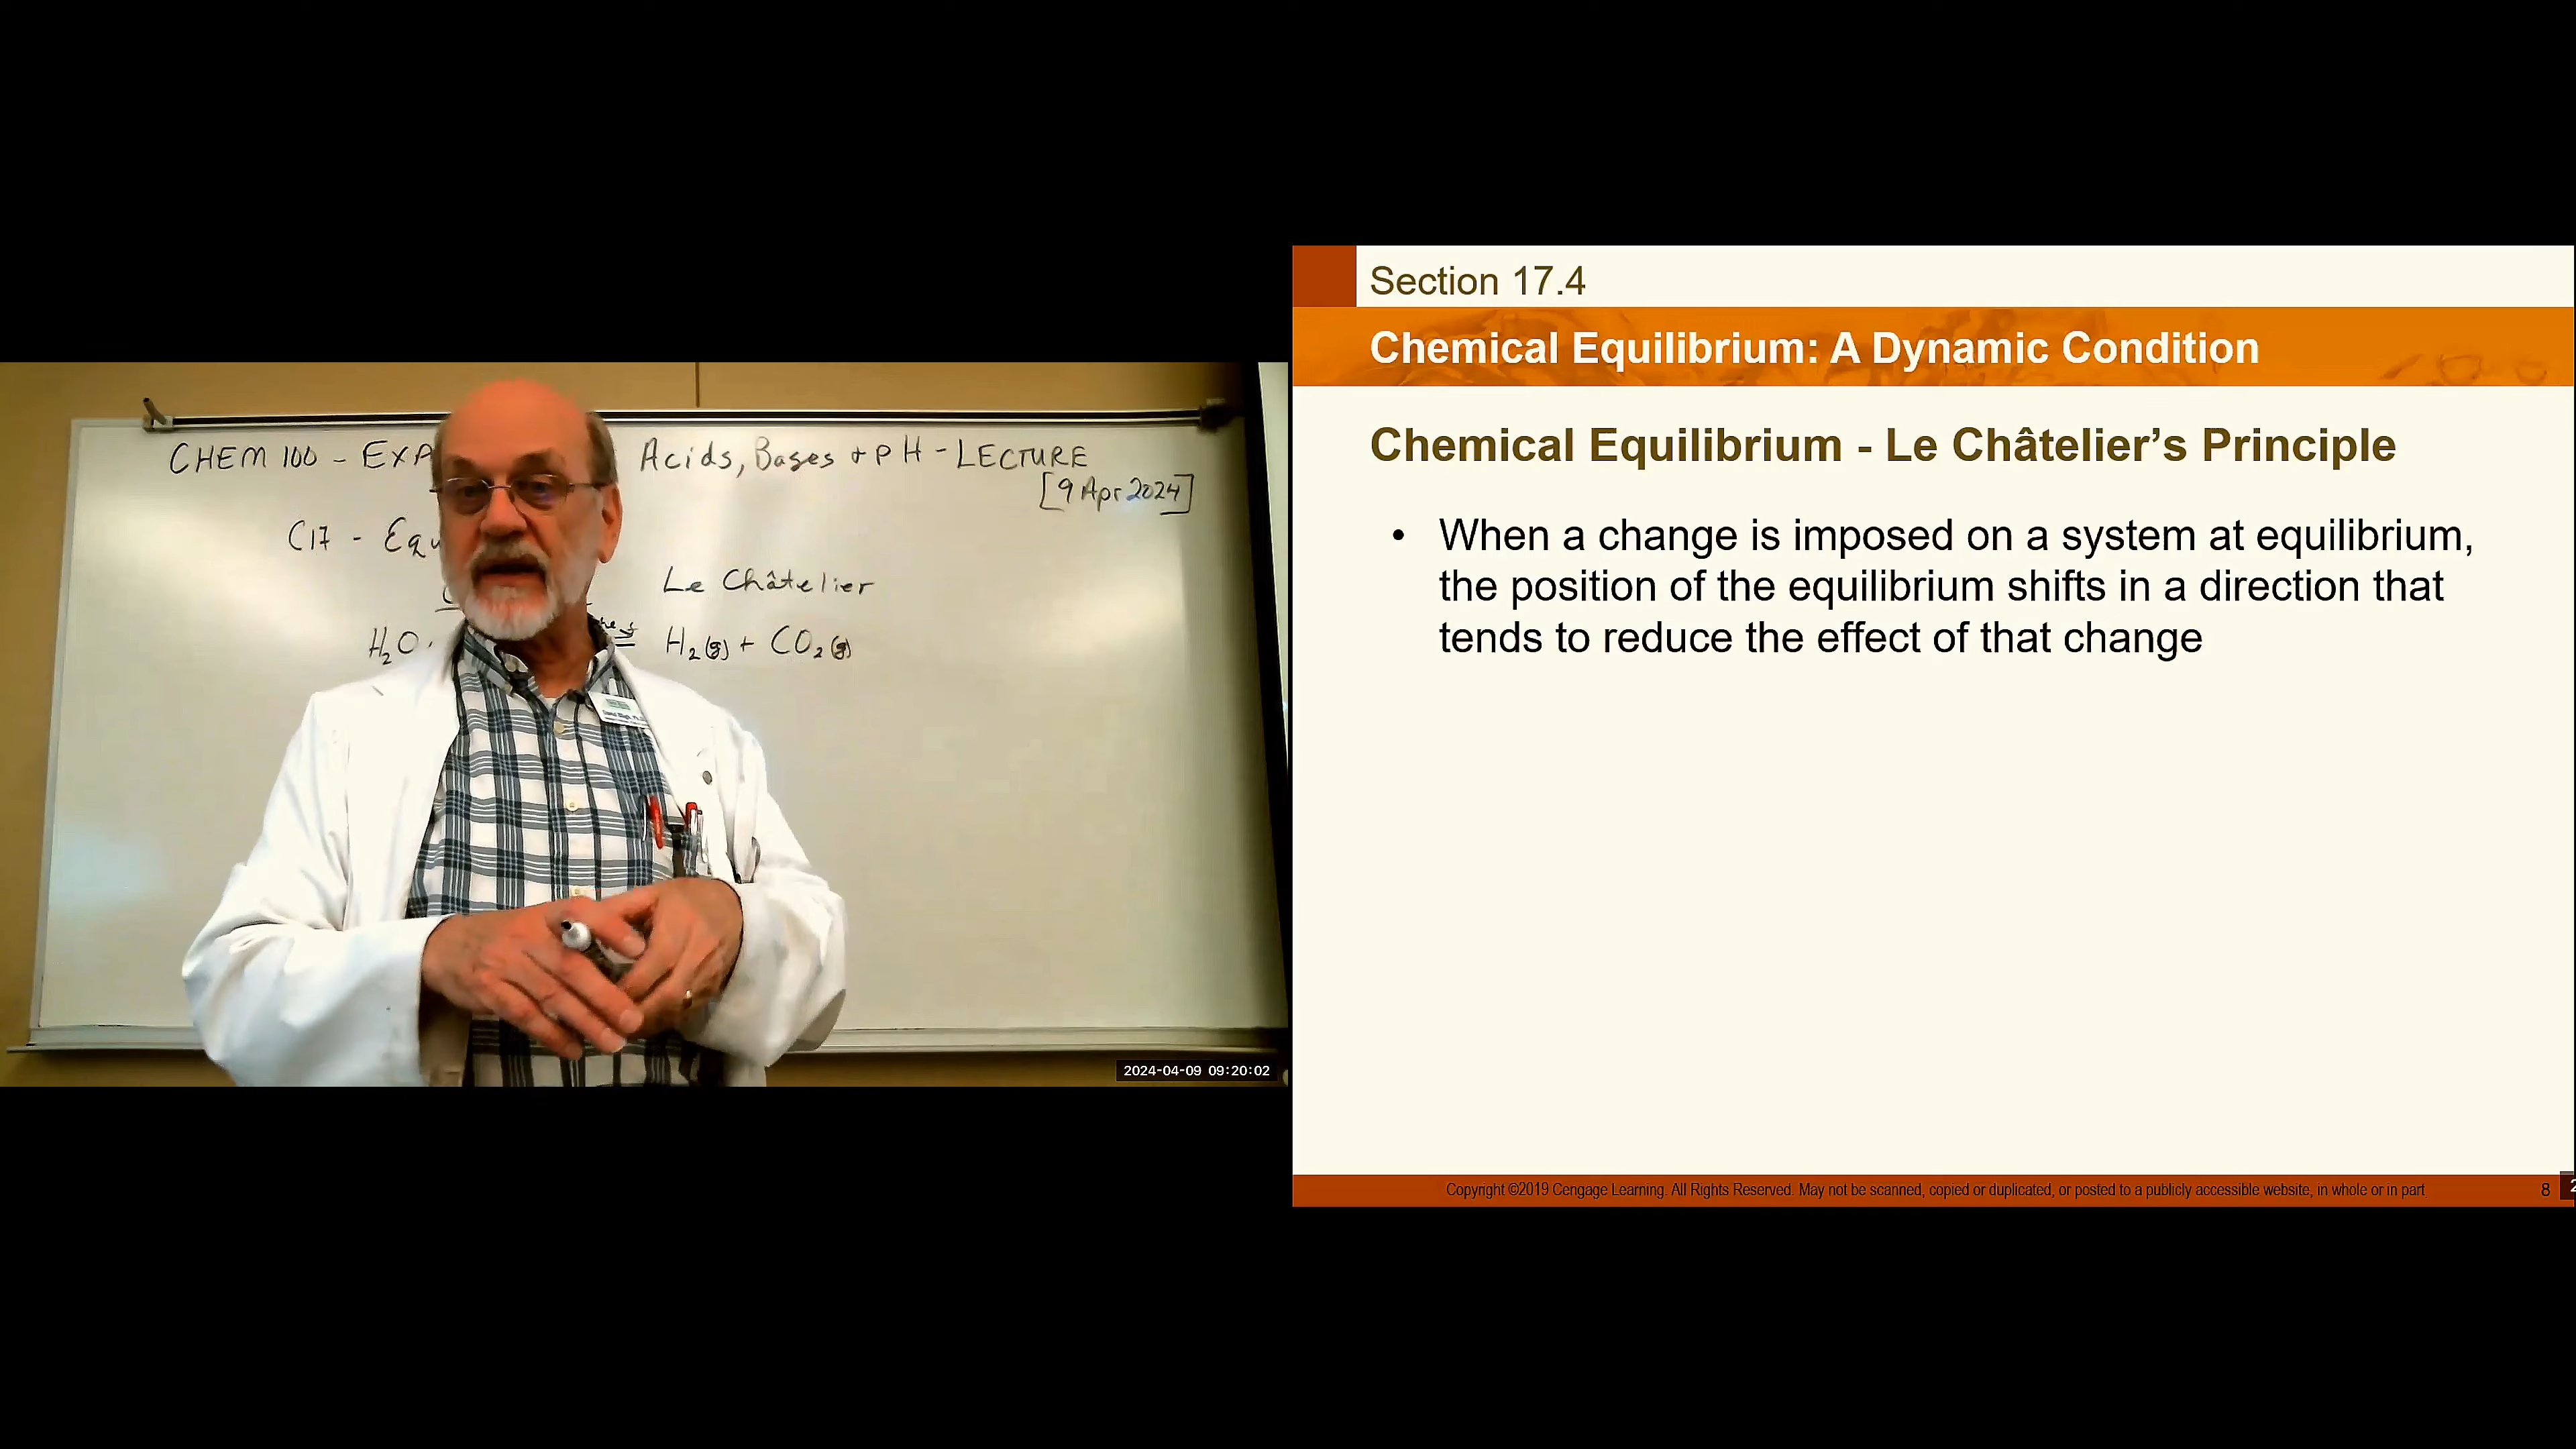 CHEM 100 - EXA Acids, Bases + pH - LECTURE
[9 Apr 2024]
C17 - Equ
Le Châtelier
H₂O H₂(g) + CO₂(g)
2024-04-09 09:20:02
Section 17.4
Chemical Equilibrium: A Dynamic Condition
Chemical Equilibrium - Le Châtelier’s Principle
• When a change is imposed on a system at equilibrium,
the position of the equilibrium shifts in a direction that
tends to reduce the effect of that change
Copyright ©2019 Cengage Learning. All Rights Reserved. May not be scanned, copied or duplicated, or posted to a publicly accessible website, in whole or in part
8